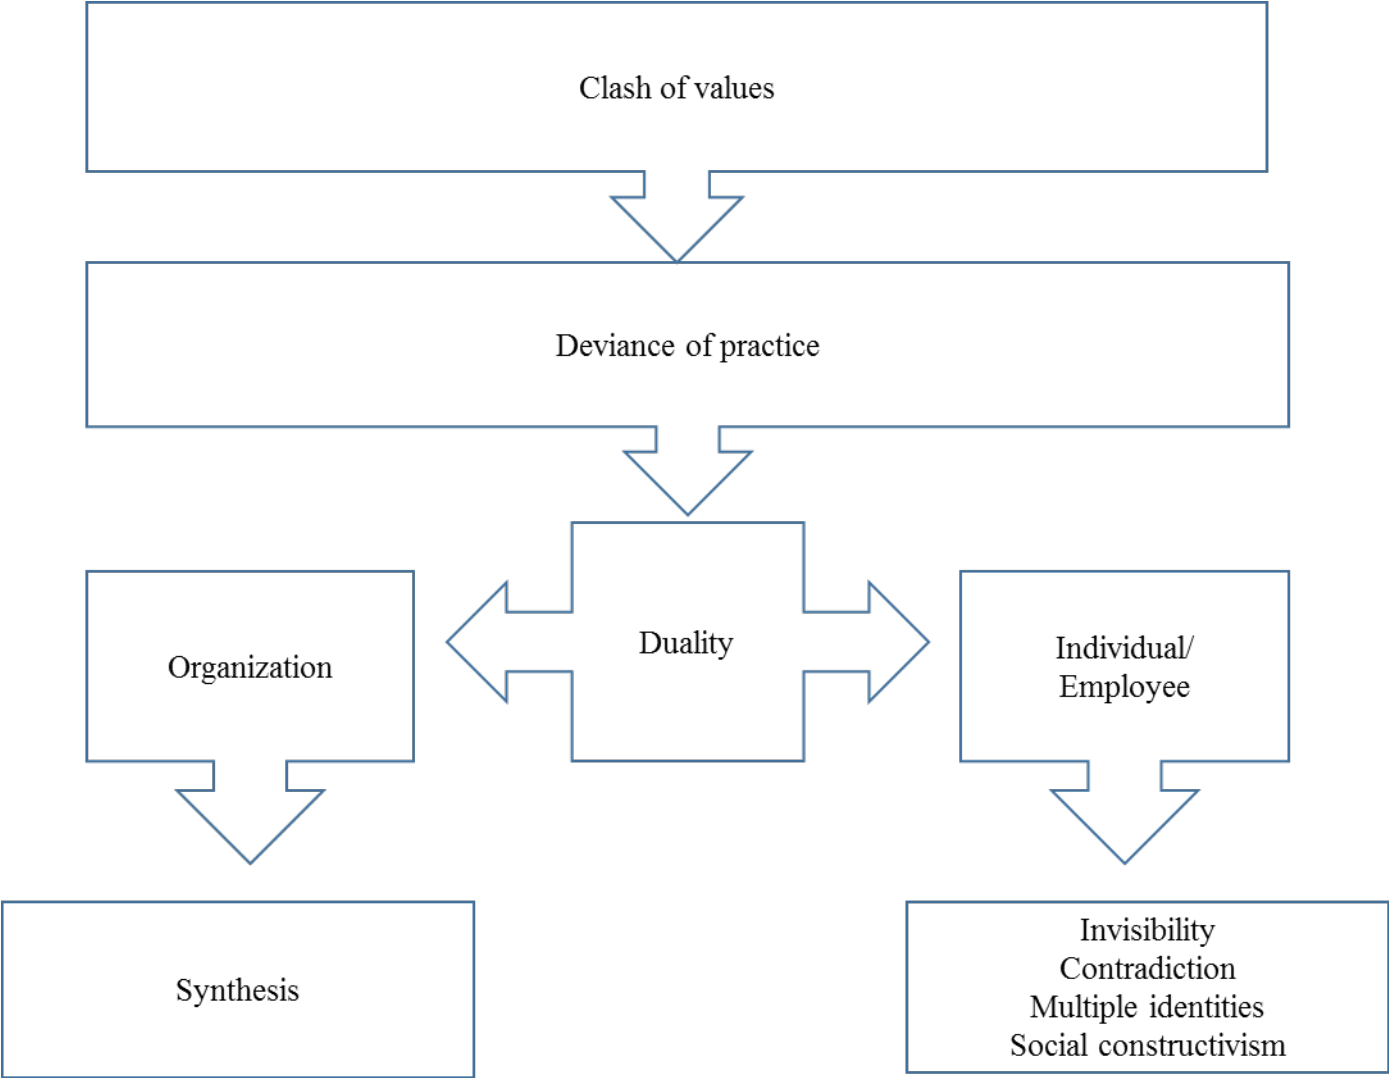 Clash of values
Deviance of practice
Duality
Organization
Individual/
Employee
Synthesis
Invisibility
Contradiction
Multiple identities
Social constructivism